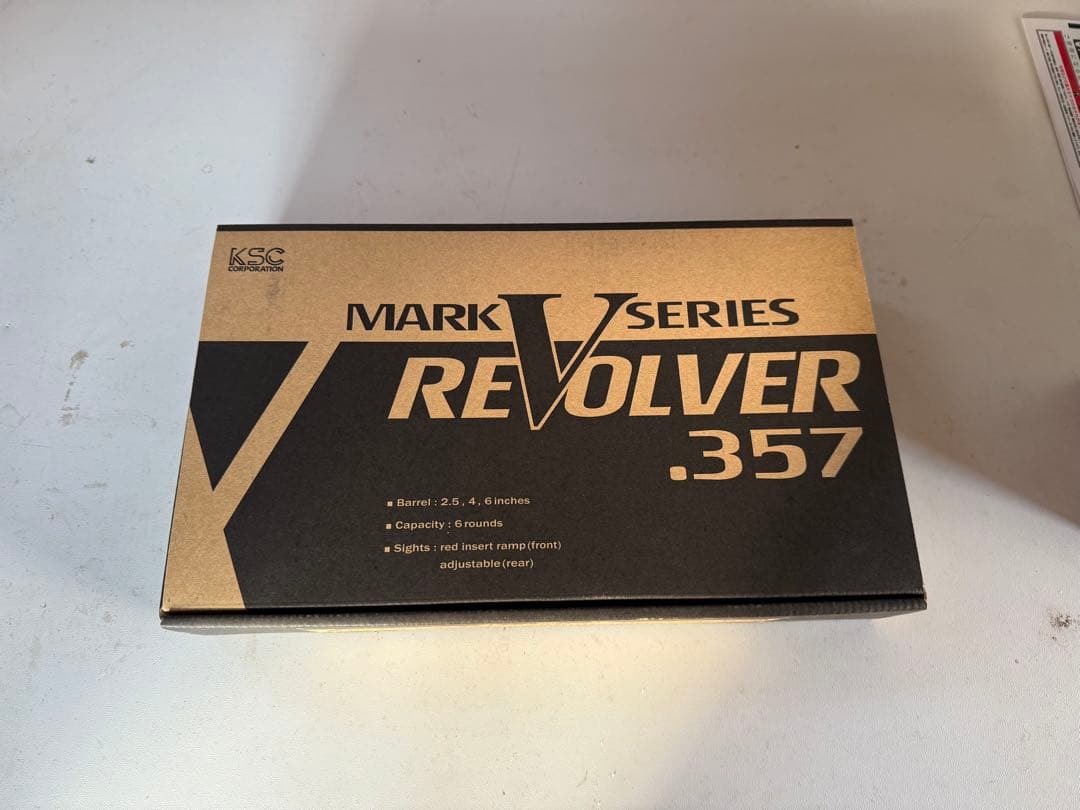 KSC
CORPORATION
MARK V SERIES
REVOLVER
.357
■ Barrel : 2.5 , 4 , 6 inches
■ Capacity : 6 rounds
■ Sights : red insert ramp (front)
adjustable (rear)